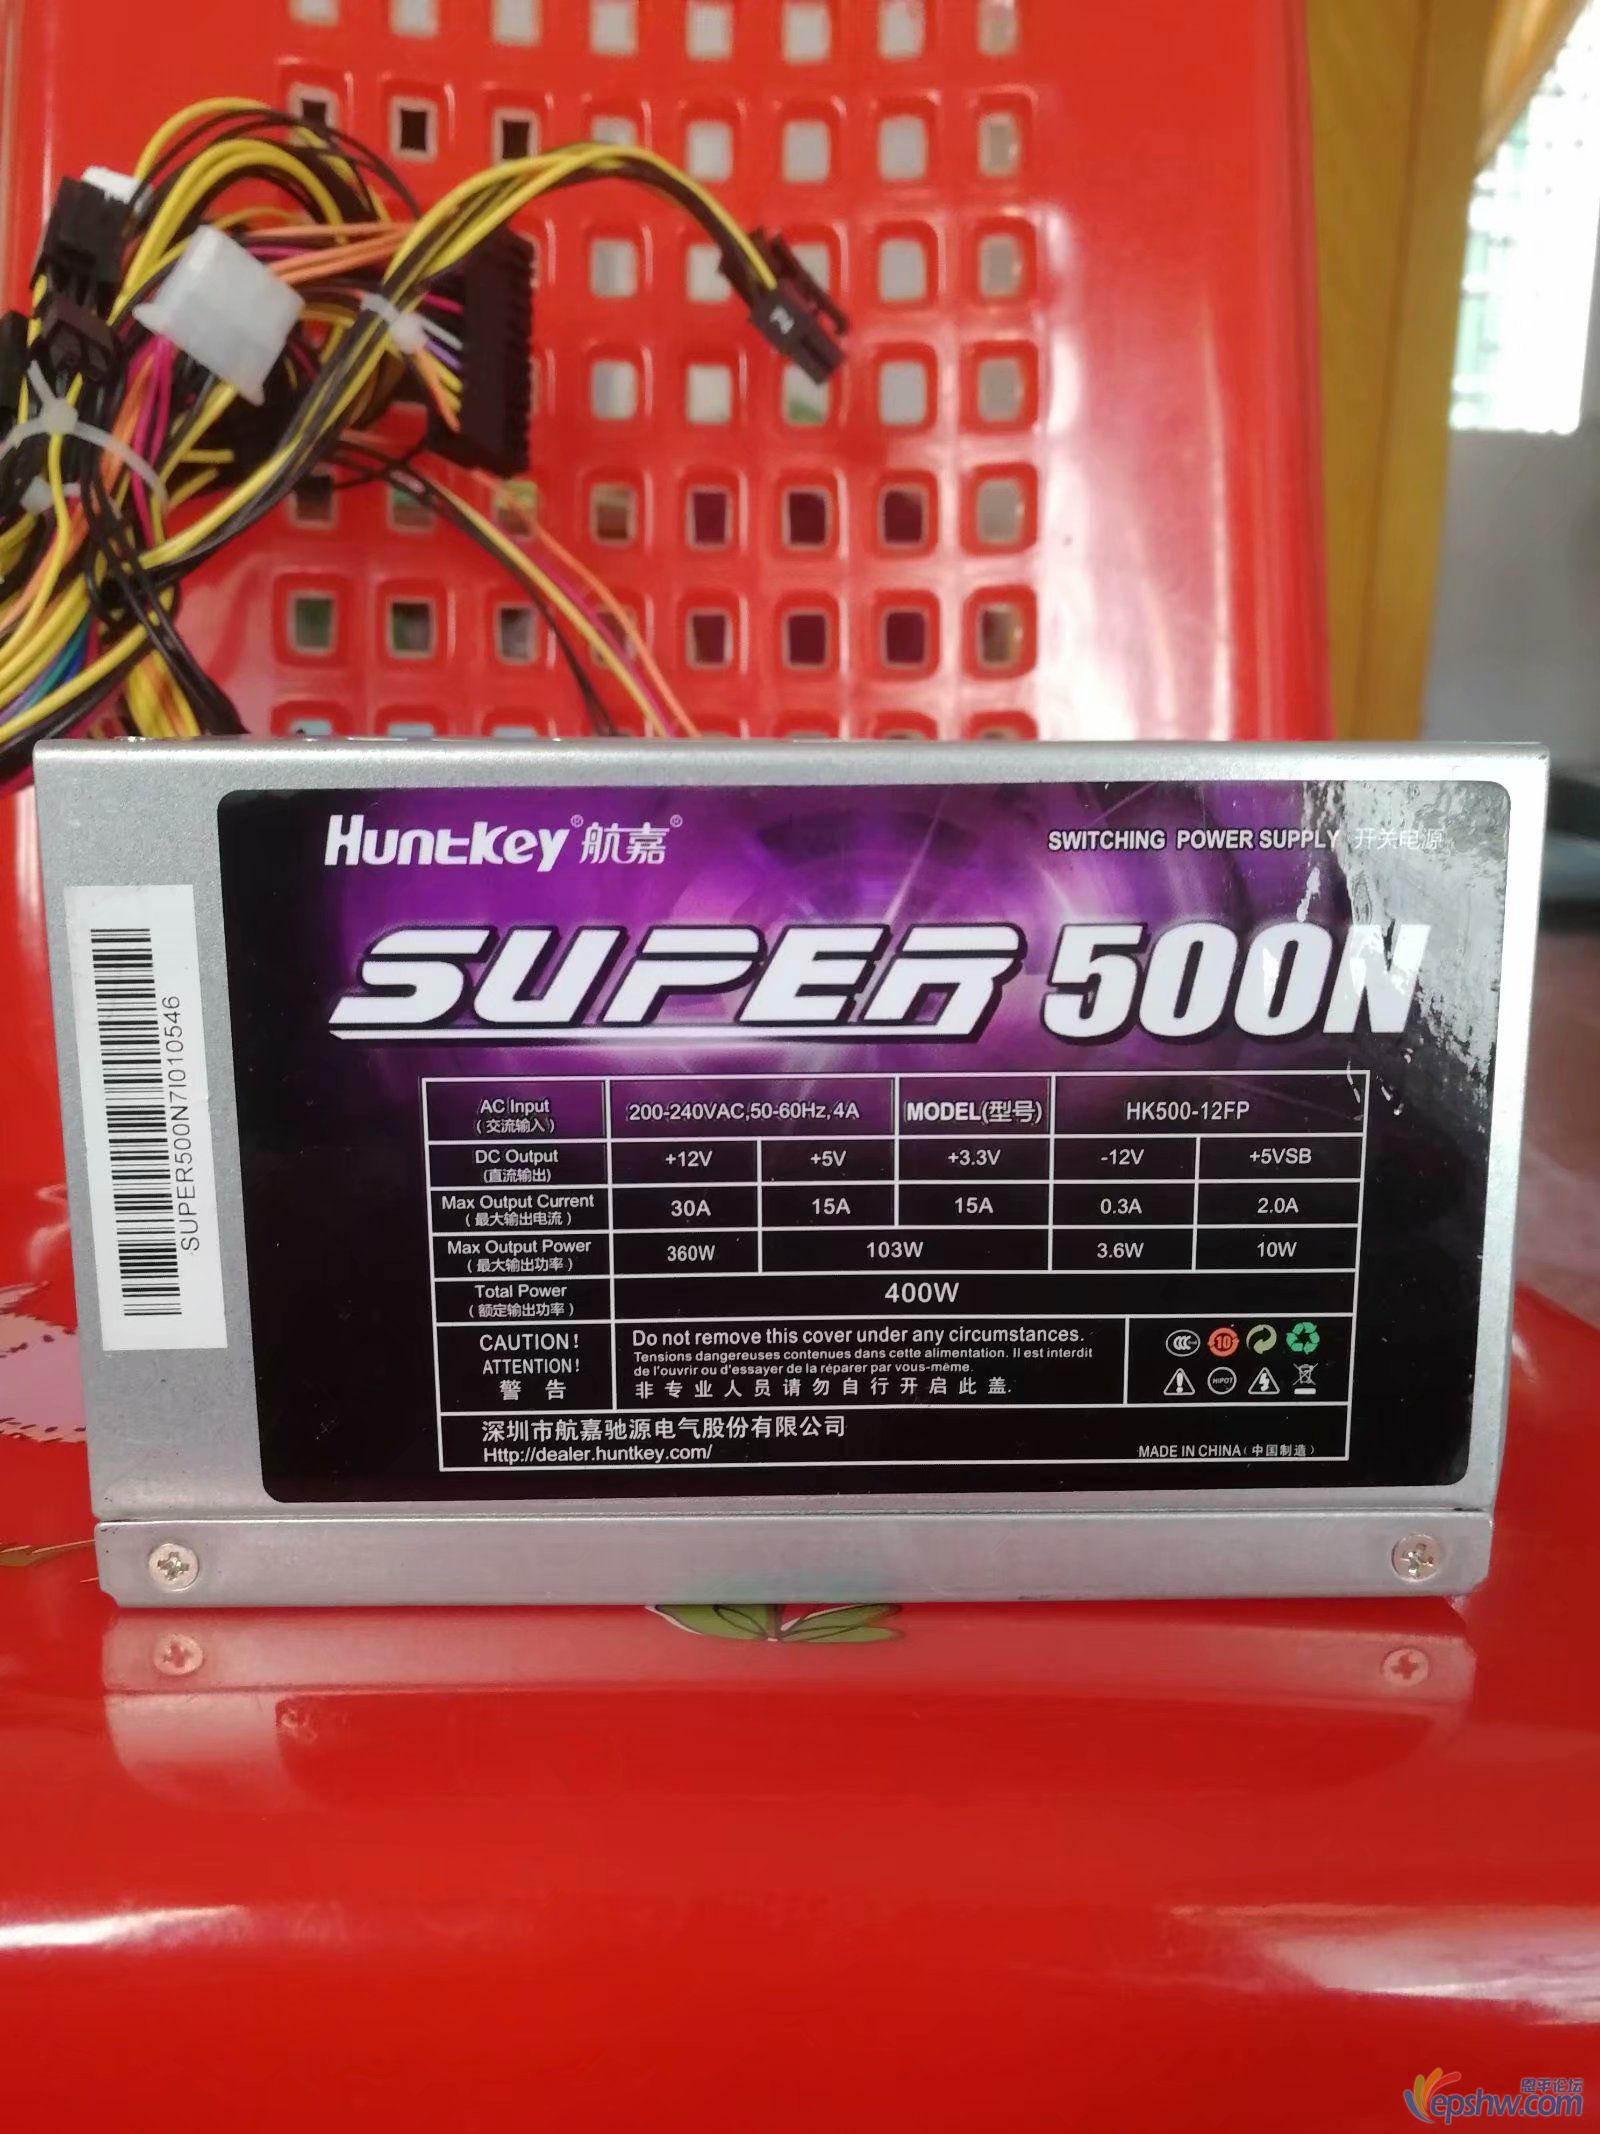 Huntkey® 航嘉®
SWITCHING POWER SUPPLY 开关电源
SUPER 500N
SUPER500N7I010546
AC Input 200-240VAC,50-60Hz,4A MODEL(型号) HK500-12FP
(交流输入)
DC Output +12V +5V +3.3V -12V +5VSB
(直流输出)
Max Output Current 30A 15A 15A 0.3A 2.0A
(最大输出电流)
Max Output Power 360W 103W 3.6W 10W
(最大输出功率)
Total Power 400W
(额定输出功率)
CAUTION! Do not remove this cover under any circumstances.
ATTENTION! Tensions dangereuses contenues dans cette alimentation. Il est interdit
de l'ouvrir ou d'essayer de la réparer par vous-même.
警告 非专业人员请勿自行开启此盖.
CCC 10
HIPOT
深圳市航嘉驰源电气股份有限公司
Http://dealer.huntkey.com/
MADE IN CHINA(中国制造)
恩平论坛
epshw.com